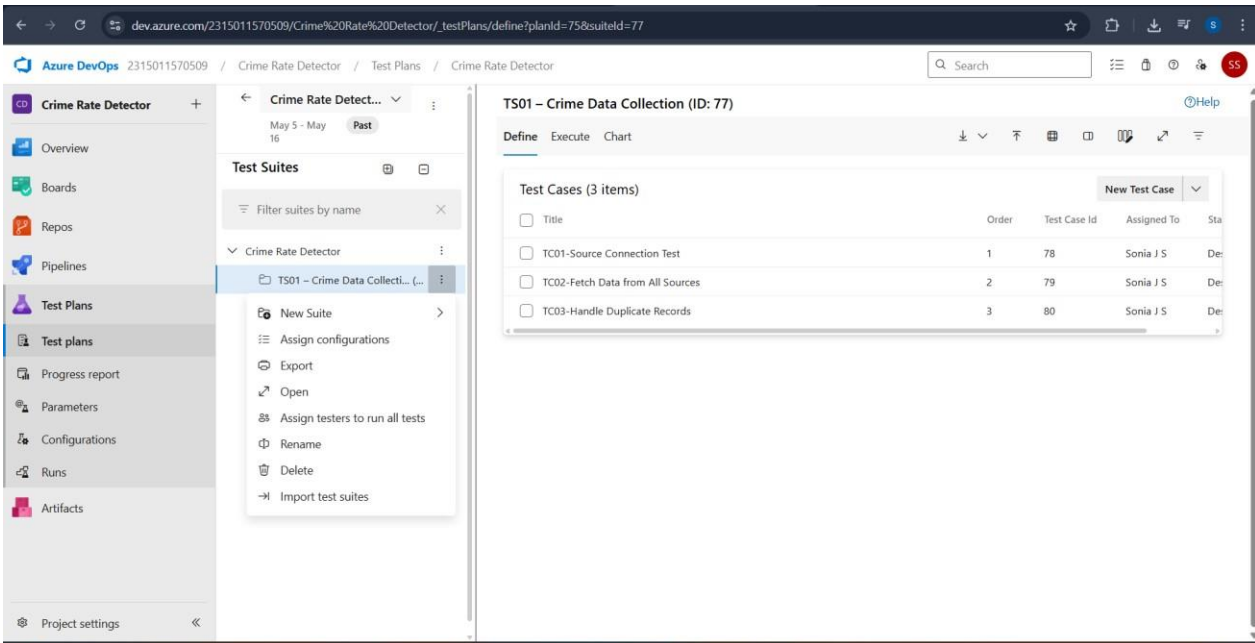 dev.azure.com/2315011570509/Crime%20Rate%20Detector/_testPlans/define?planId=75&suiteId=77
S
Azure DevOps 2315011570509 / Crime Rate Detector / Test Plans / Crime Rate Detector
Search
SS
CD Crime Rate Detector +
Overview
Boards
Repos
Pipelines
Test Plans
Test plans
Progress report
Parameters
Configurations
Runs
Artifacts
Project settings
Crime Rate Detect...
May 5 - May
16
Past
Test Suites
Filter suites by name
Crime Rate Detector
TS01 – Crime Data Collecti... (...
New Suite
Assign configurations
Export
Open
Assign testers to run all tests
Rename
Delete
Import test suites
TS01 – Crime Data Collection (ID: 77)
Help
Define Execute Chart
Test Cases (3 items)
New Test Case
Title Order Test Case Id Assigned To Sta
TC01-Source Connection Test 1 78 Sonia J S De
TC02-Fetch Data from All Sources 2 79 Sonia J S De
TC03-Handle Duplicate Records 3 80 Sonia J S De